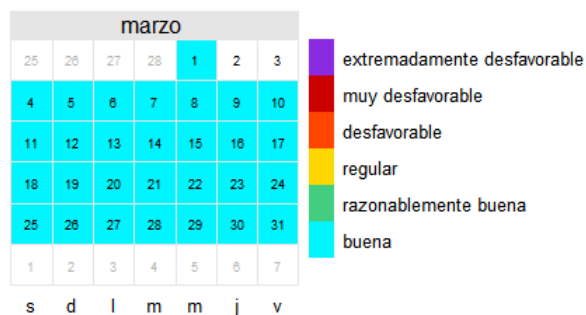 marzo
25 26 27 28 1 2 3
4 5 6 7 8 9 10
11 12 13 14 15 16 17
18 19 20 21 22 23 24
25 26 27 28 29 30 31
1 2 3 4 5 6 7
s d l m m j v
extremadamente desfavorable
muy desfavorable
desfavorable
regular
razonablemente buena
buena